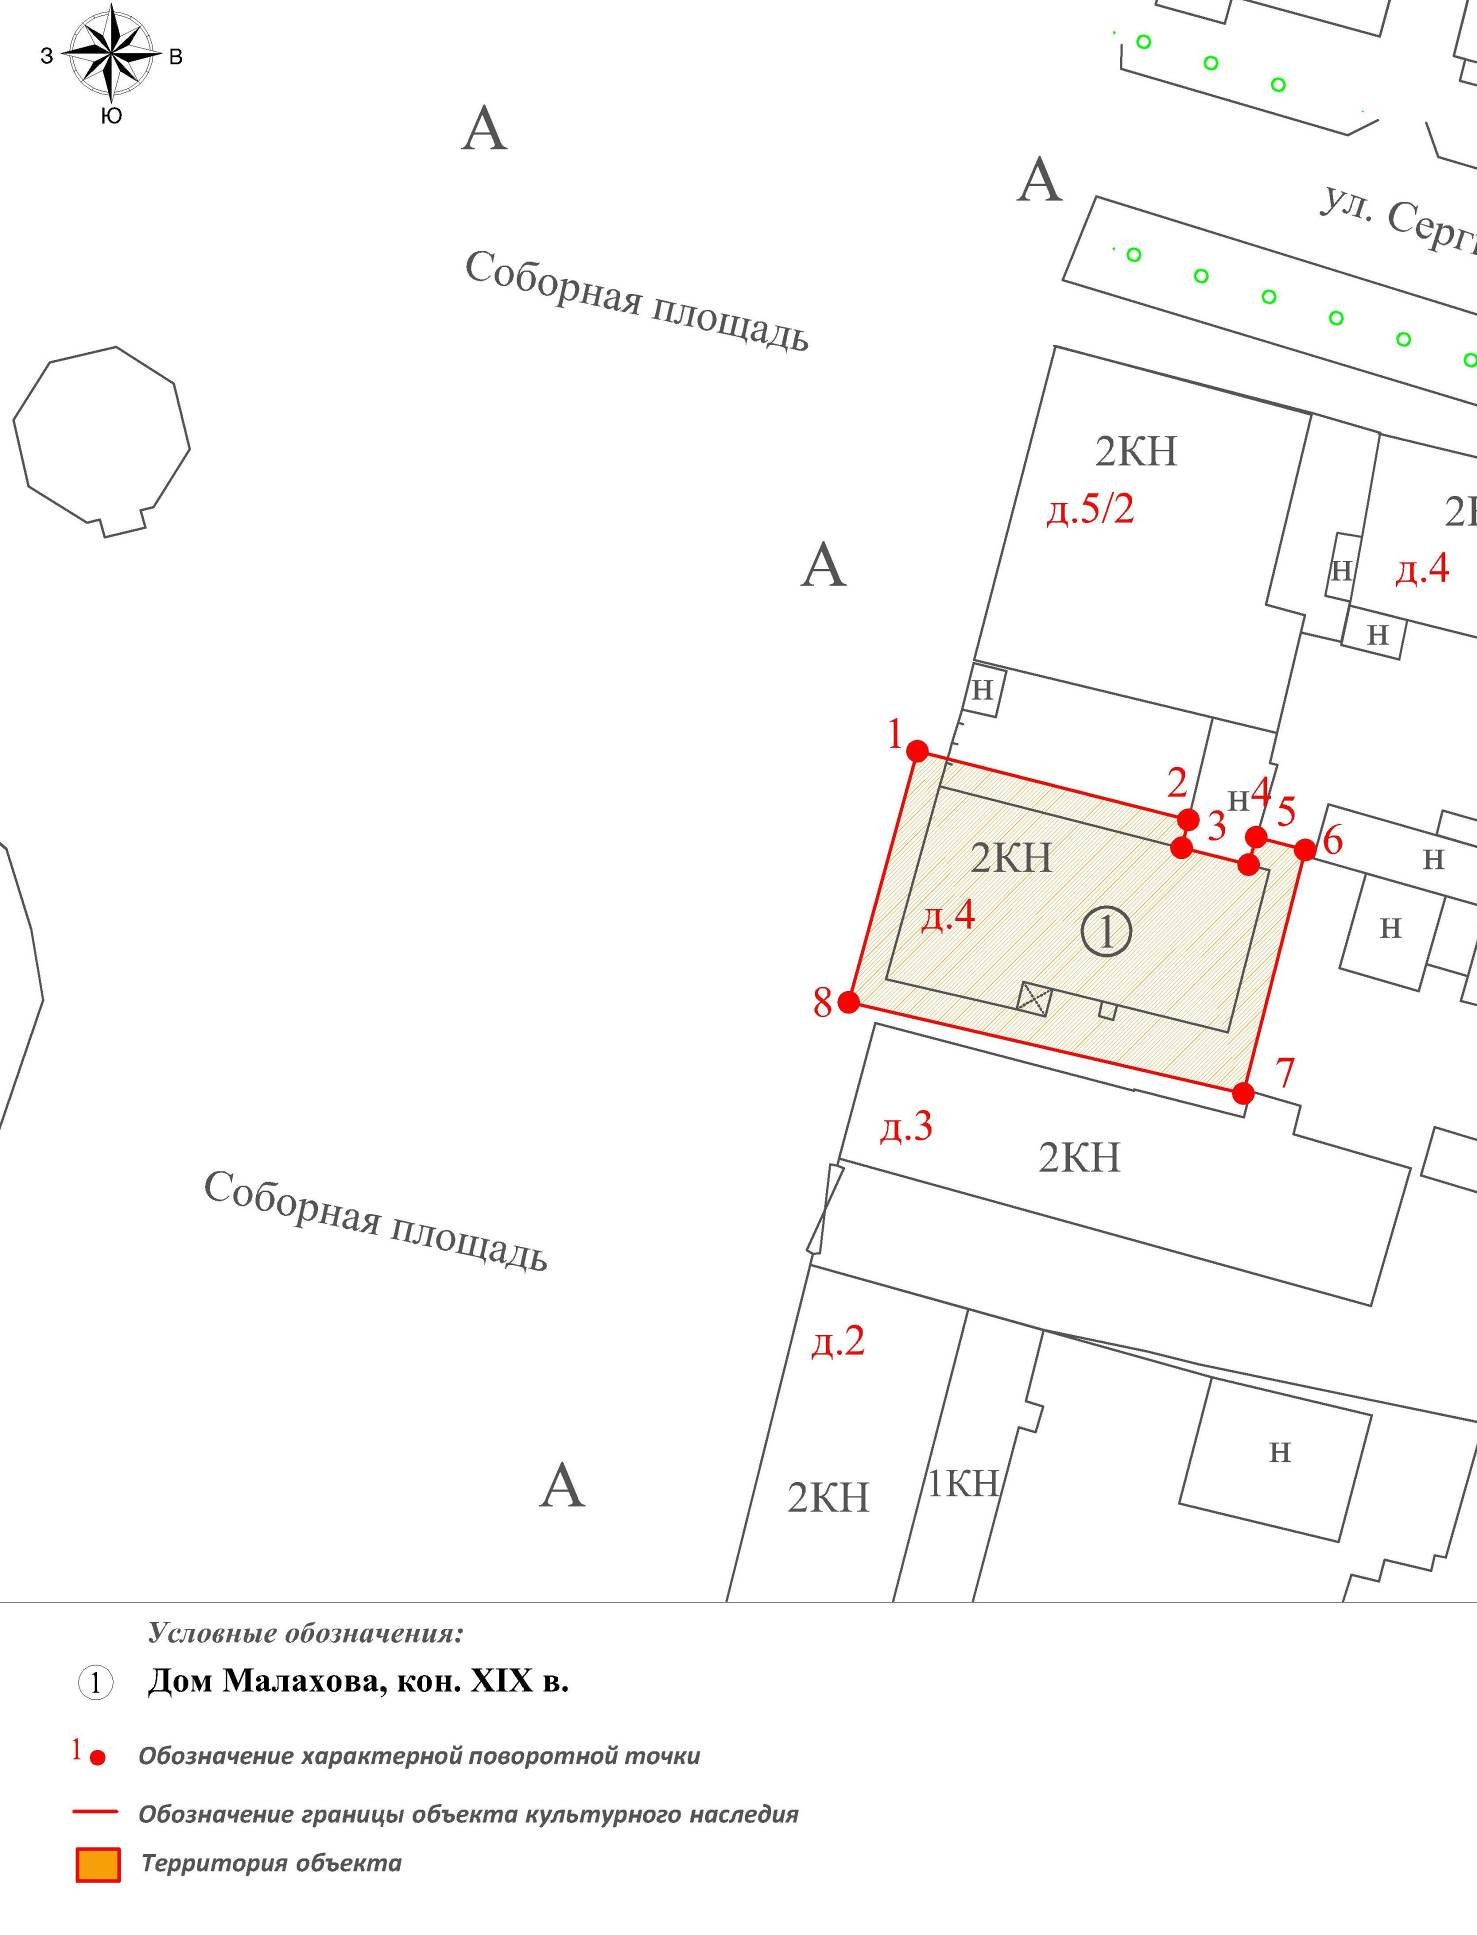 З В
Ю
А
А
ул. Серги
Соборная площадь
2КН
д.5/2
А
н
д.4
н
н
1
2
н
4
5
3
6
2КН
д.4
1
н
н
8
7
д.3
2КН
Соборная площадь
д.2
А
2КН
1КН
н
Условные обозначения:
1 Дом Малахова, кон. XIX в.
1 Обозначение характерной поворотной точки
Обозначение границы объекта культурного наследия
Территория объекта